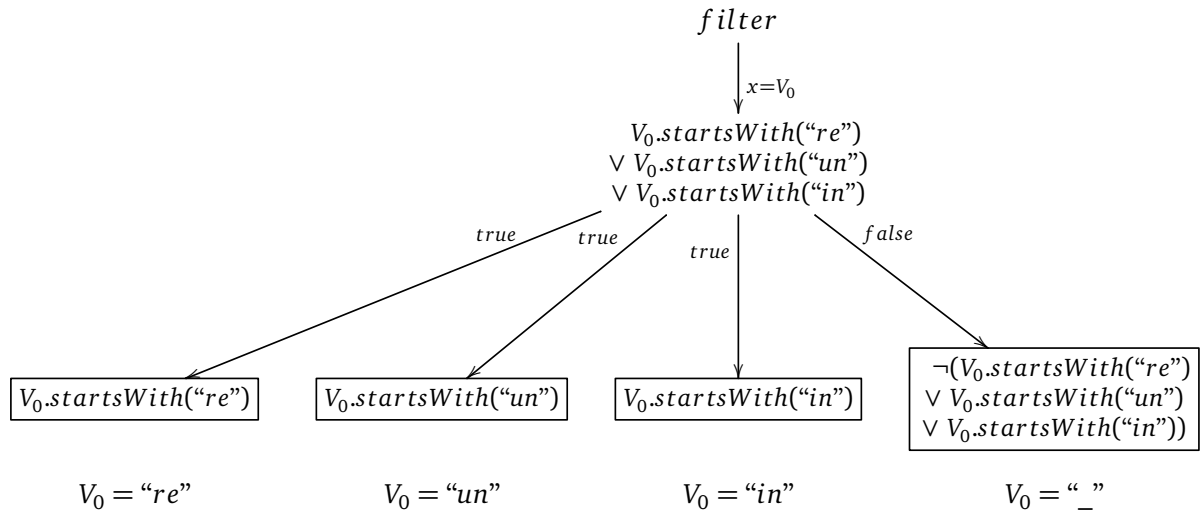 filter
x=V₀
V₀.startsWith(“re”)
∨ V₀.startsWith(“un”)
∨ V₀.startsWith(“in”)
true
true
true
false
V₀.startsWith(“re”)
V₀.startsWith(“un”)
V₀.startsWith(“in”)
¬(V₀.startsWith(“re”)
∨ V₀.startsWith(“un”)
∨ V₀.startsWith(“in”))
V₀ = “re”
V₀ = “un”
V₀ = “in”
V₀ = “_”